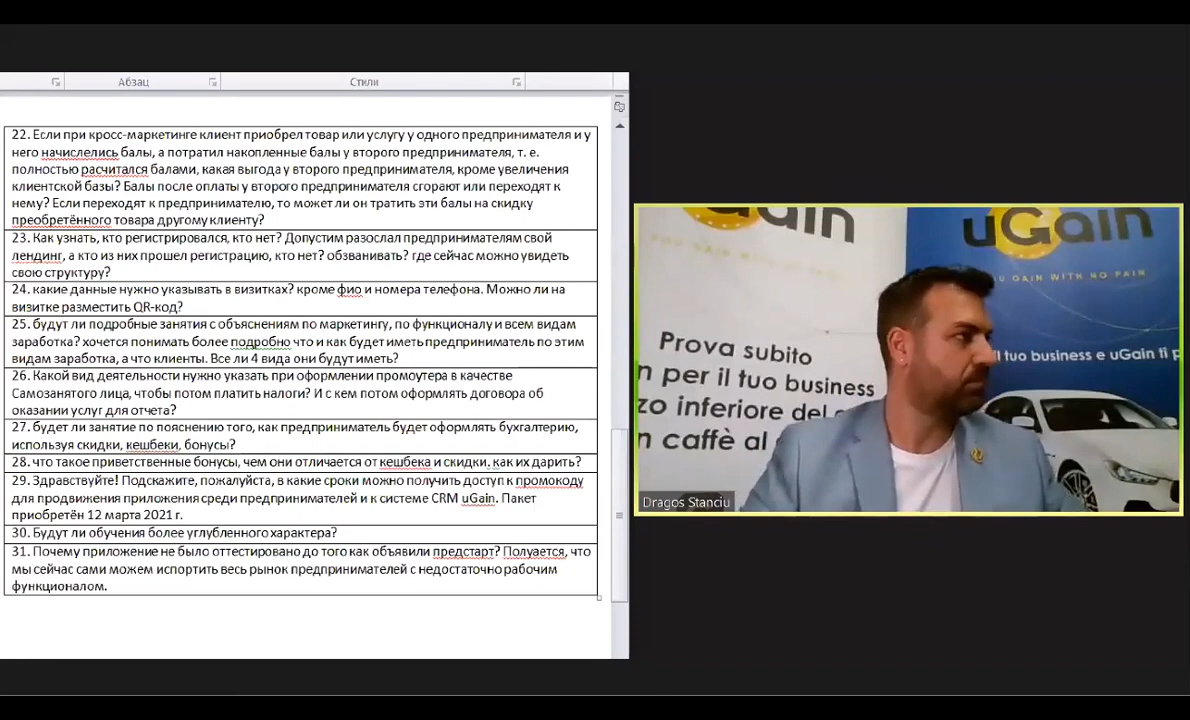 Абзац
Стили
22. Если при кросс-маркетинге клиент приобрел товар или услугу у одного предпринимателя и у
него начислелись балы, а потратил накопленные балы у второго предпринимателя, т. е.
полностью расчитался балами, какая выгода у второго предпринимателя, кроме увеличения
клиентской базы? Балы после оплаты у второго предпринимателя сгорают или переходят к
нему? Если переходят к предпринимателю, то может ли он тратить эти балы на скидку
преобретённого товара другому клиенту?
23. Как узнать, кто регистрировался, кто нет? Допустим разослал предпринимателям свой
лендинг, а кто из них прошел регистрацию, кто нет? обзванивать? где сейчас можно увидеть
свою структуру?
24. какие данные нужно указывать в визитках? кроме фио и номера телефона. Можно ли на
визитке разместить QR-код?
25. будут ли подробные занятия с объяснениям по маркетингу, по функционалу и всем видам
заработка? хочется понимать более подробно что и как будет иметь предприниматель по этим
видам заработка, а что клиенты. Все ли 4 вида они будут иметь?
26. Какой вид деятельности нужно указать при оформлении промоутера в качестве
Самозанятого лица, чтобы потом платить налоги? И с кем потом оформлять договора об
оказании услуг для отчета?
27. будет ли занятие по пояснению того, как предприниматель будет оформлять бухгалтерию,
используя скидки, кешбеки, бонусы?
28. что такое приветственные бонусы, чем они отличается от кешбека и скидки. как их дарить?
29. Здравствуйте! Подскажите, пожалуйста, в какие сроки можно получить доступ к промокоду
для продвижения приложения среди предпринимателей и к системе CRM uGain. Пакет
приобретён 12 марта 2021 г.
30. Будут ли обучения более углубленного характера?
31. Почему приложение не было оттестировано до того как объявили предстарт? Полуается, что
мы сейчас сами можем испортить весь рынок предпринимателей с недостаточно рабочим
функционалом.
Gain
uGain
YOU GAIN WITH NO PAIN
Prova subito
n per il tuo business
zo inferiore del
n caffè al
l tuo business e uGain ti p
Dragos Stanciu